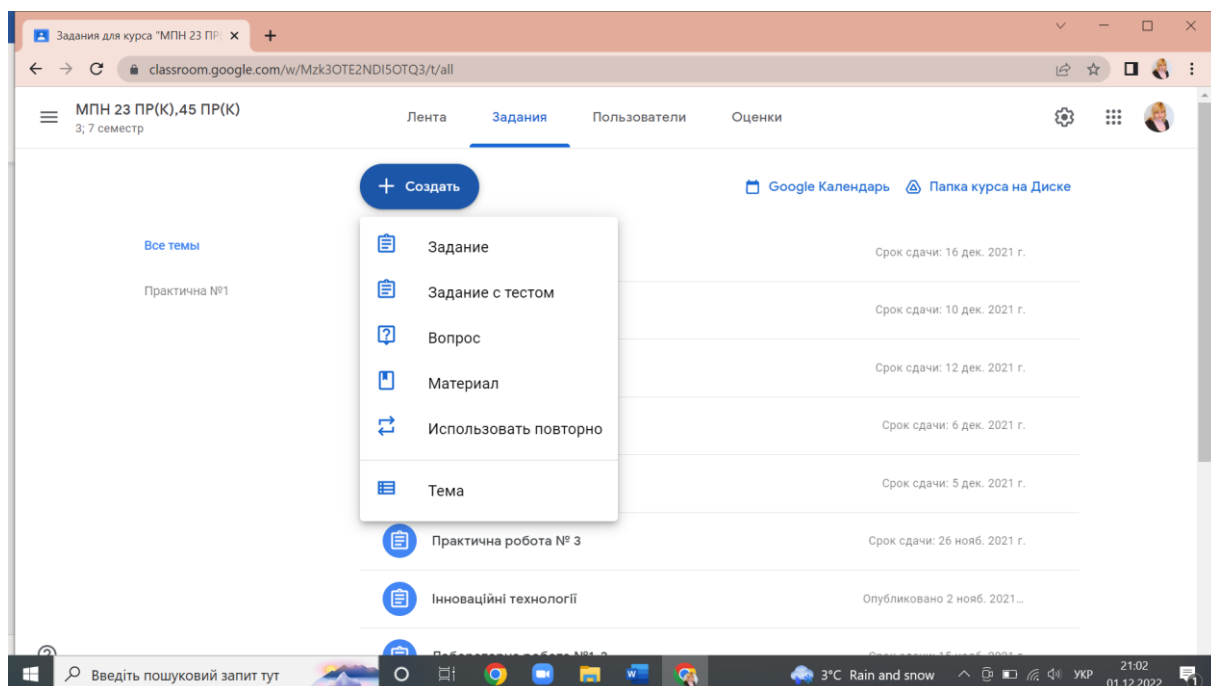 Задания для курса "МПН 23 ПР
classroom.google.com/w/Mzk3OTE2NDI5OTQ3/t/all
МПН 23 ПР(К),45 ПР(К)
3; 7 семестр
Лента Задания Пользователи Оценки
Создать
Google Календарь Папка курса на Диске
Все темы
Практична №1
Задание
Задание с тестом
Вопрос
Материал
Использовать повторно
Тема
Срок сдачи: 16 дек. 2021 г.
Срок сдачи: 10 дек. 2021 г.
Срок сдачи: 12 дек. 2021 г.
Срок сдачи: 6 дек. 2021 г.
Срок сдачи: 5 дек. 2021 г.
Практична робота № 3 Срок сдачи: 26 нояб. 2021 г.
Інноваційні технології Опубликовано 2 нояб. 2021...
Введіть пошуковий запит тут
3°C Rain and snow
УКР
21:02
01.12.2022